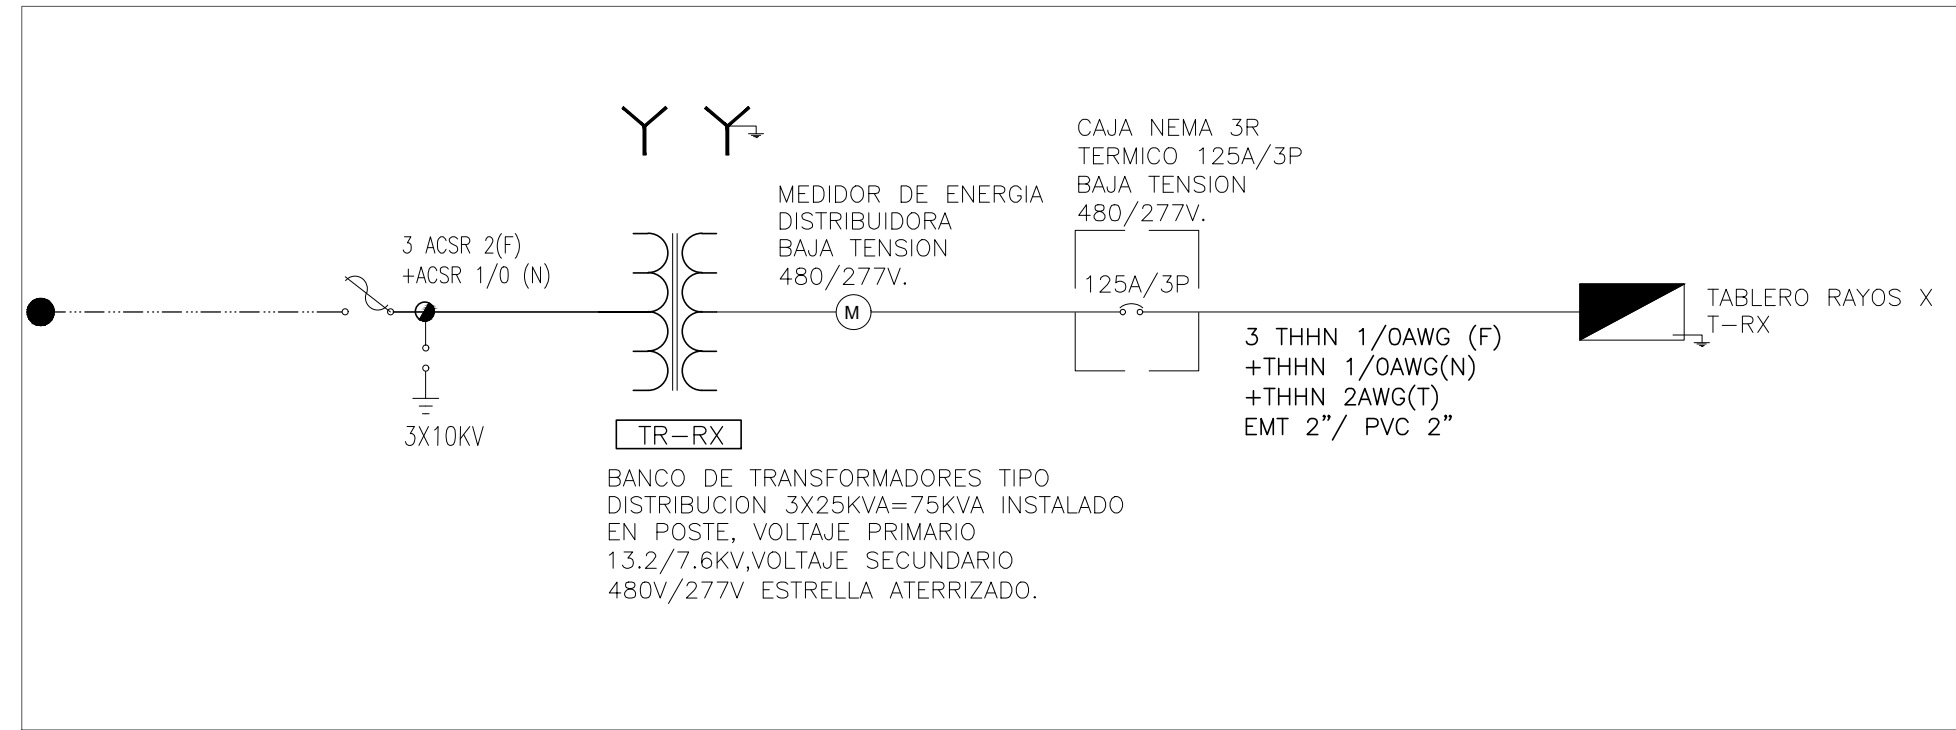 CAJA NEMA 3R
TERMICO 125A/3P
BAJA TENSION
480/277V.
MEDIDOR DE ENERGIA
DISTRIBUIDORA
BAJA TENSION
480/277V.
3 ACSR 2(F)
+ACSR 1/0 (N)
125A/3P
M
TABLERO RAYOS X
T-RX
3 THHN 1/0AWG (F)
+THHN 1/0AWG(N)
+THHN 2AWG(T)
EMT 2"/ PVC 2"
3X10KV
TR-RX
BANCO DE TRANSFORMADORES TIPO
DISTRIBUCION 3X25KVA=75KVA INSTALADO
EN POSTE, VOLTAJE PRIMARIO
13.2/7.6KV,VOLTAJE SECUNDARIO
480V/277V ESTRELLA ATERRIZADO.